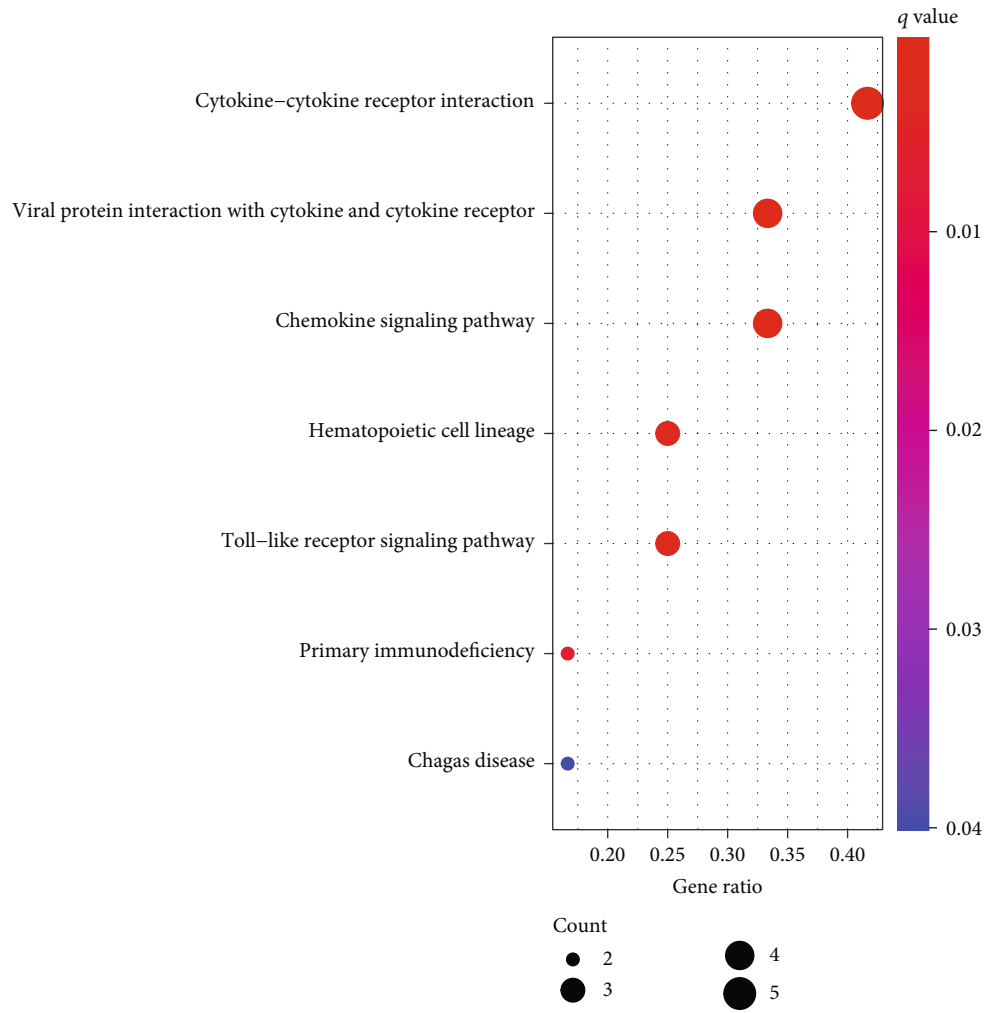 q value
Cytokine−cytokine receptor interaction
Viral protein interaction with cytokine and cytokine receptor
Chemokine signaling pathway
Hematopoietic cell lineage
Toll−like receptor signaling pathway
Primary immunodeficiency
Chagas disease
0.01
0.02
0.03
0.04
0.20 0.25 0.30 0.35 0.40
Gene ratio
Count
2 4
3 5